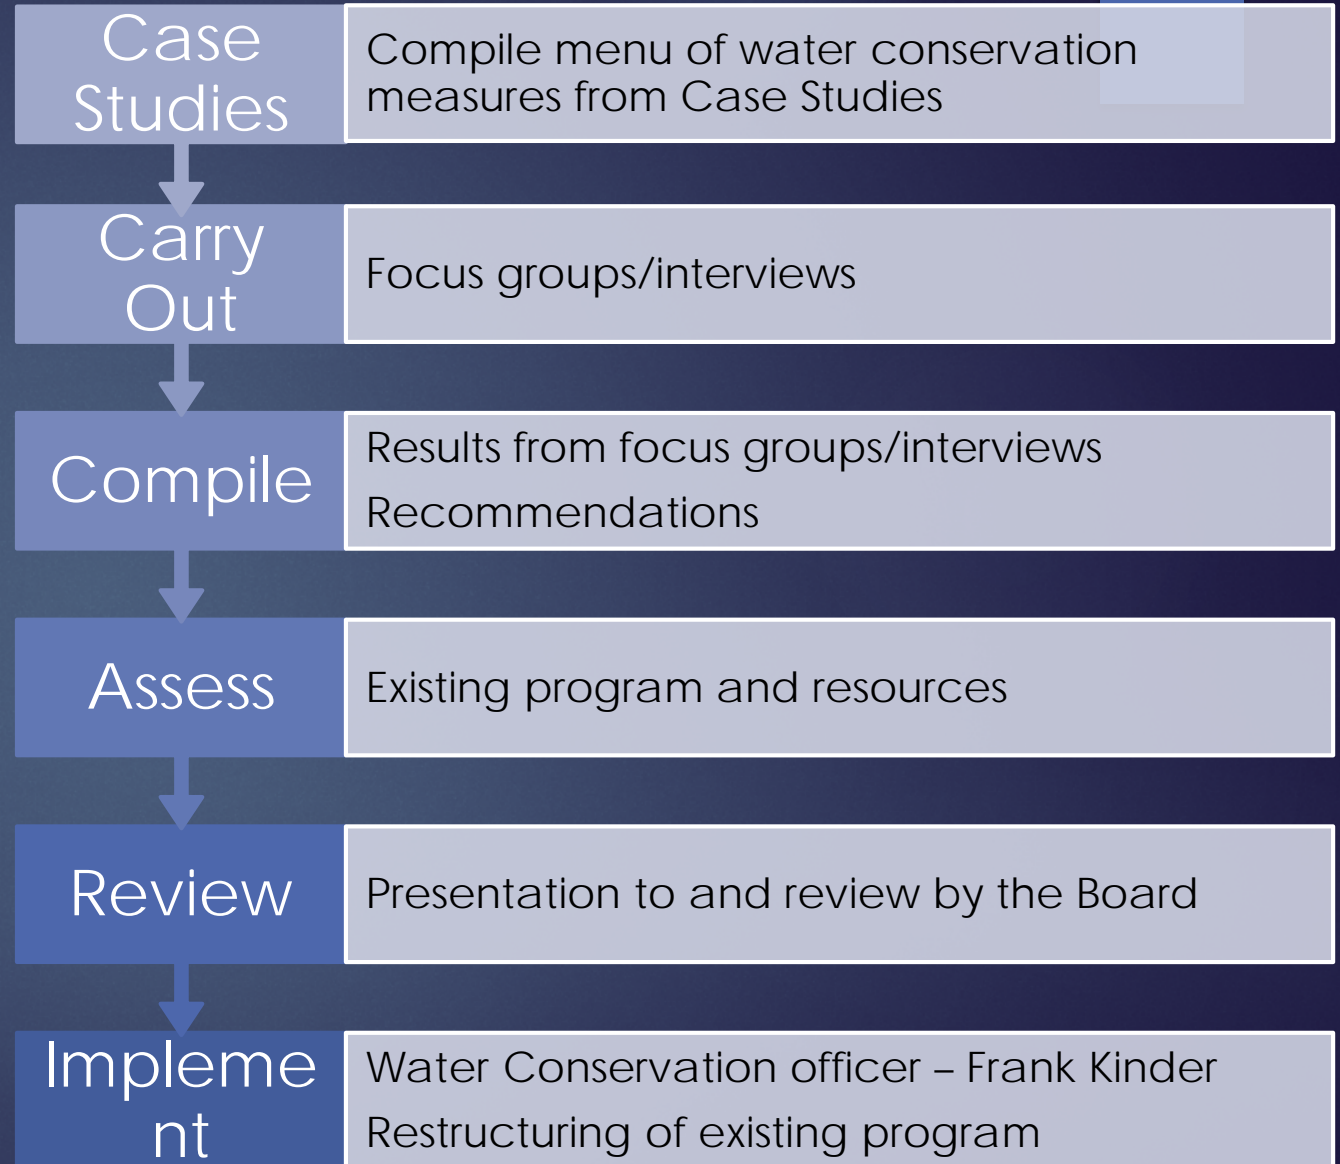 Case
Studies
Compile menu of water conservation
measures from Case Studies
Carry
Out
Focus groups/interviews
Compile
Results from focus groups/interviews
Recommendations
Assess
Existing program and resources
Review
Presentation to and review by the Board
Impleme
nt
Water Conservation officer – Frank Kinder
Restructuring of existing program